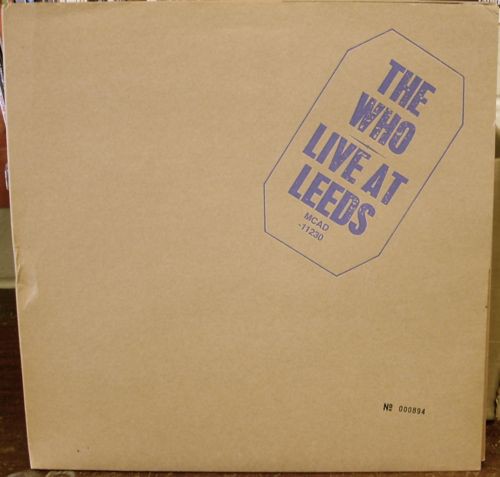 THE
WHO
LIVE AT
LEEDS
MCAD
-11230
Nº 000894